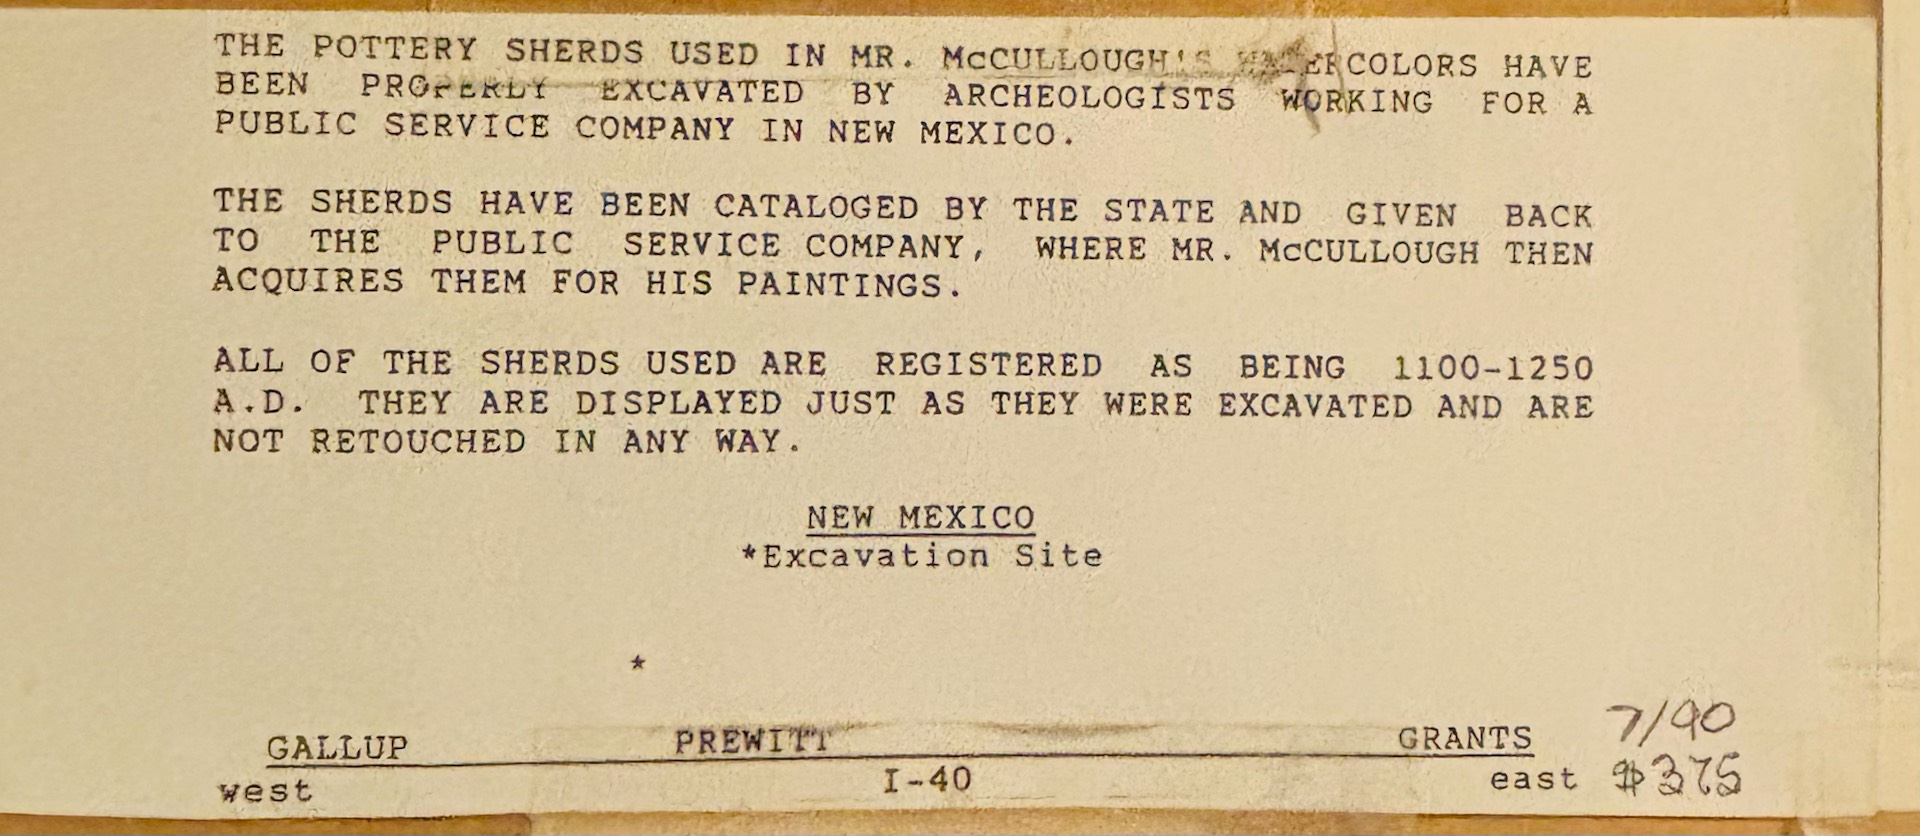 THE POTTERY SHERDS USED IN MR. McCULLOUGH'S WATERCOLORS HAVE
BEEN PROPERLY EXCAVATED BY ARCHEOLOGISTS WORKING FOR A
PUBLIC SERVICE COMPANY IN NEW MEXICO.
THE SHERDS HAVE BEEN CATALOGED BY THE STATE AND GIVEN BACK
TO THE PUBLIC SERVICE COMPANY, WHERE MR. McCULLOUGH THEN
ACQUIRES THEM FOR HIS PAINTINGS.
ALL OF THE SHERDS USED ARE REGISTERED AS BEING 1100-1250
A.D. THEY ARE DISPLAYED JUST AS THEY WERE EXCAVATED AND ARE
NOT RETOUCHED IN ANY WAY.
NEW MEXICO
*Excavation Site
*
GALLUP PREWITT GRANTS 7/90
west I-40 east $375